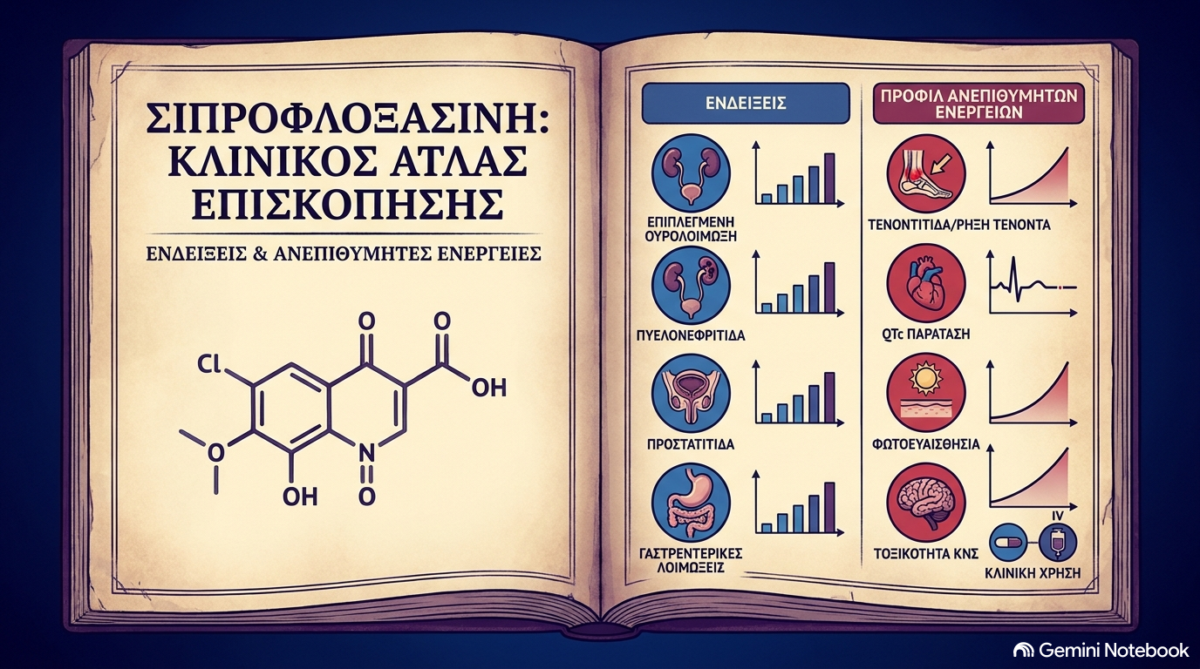 ΣΙΠΡΟΦΛΟΞΑΣΙΝΗ:
ΚΛΙΝΙΚΟΣ ΑΤΛΑΣ
ΕΠΙΣΚΟΠΗΣΗΣ
ΕΝΔΕΙΞΕΙΣ & ΑΝΕΠΙΘΥΜΗΤΕΣ ΕΝΕΡΓΕΙΕΣ
O
O
Cl
OH
O
N
OH
O
ΕΝΔΕΙΞΕΙΣ
ΕΠΙΠΛΕΓΜΕΝΗ
ΟΥΡΟΛΟΙΜΩΞΗ
ΠΥΕΛΟΝΕΦΡΙΤΙΔΑ
ΠΡΟΣΤΑΤΙΤΙΔΑ
ΓΑΣΤΡΕΝΤΕΡΙΚΕΣ
ΛΟΙΜΩΞΕΙΖ
ΠΡΟΦΙΛ ΑΝΕΠΙΘΥΜΗΤΩΝ
ΕΝΕΡΓΕΙΩΝ
ΤΕΝΟΝΤΙΤΙΔΑ/ΡΗΞΗ ΤΕΝΟΝΤΑ
QTc ΠΑΡΑΤΑΣΗ
ΦΩΤΟΕΥΑΙΣΘΗΣΙΑ
ΤΟΞΙΚΟΤΗΤΑ ΚΝΣ
IV
ΚΛΙΝΙΚΗ ΧΡΗΣΗ
Gemini Notebook